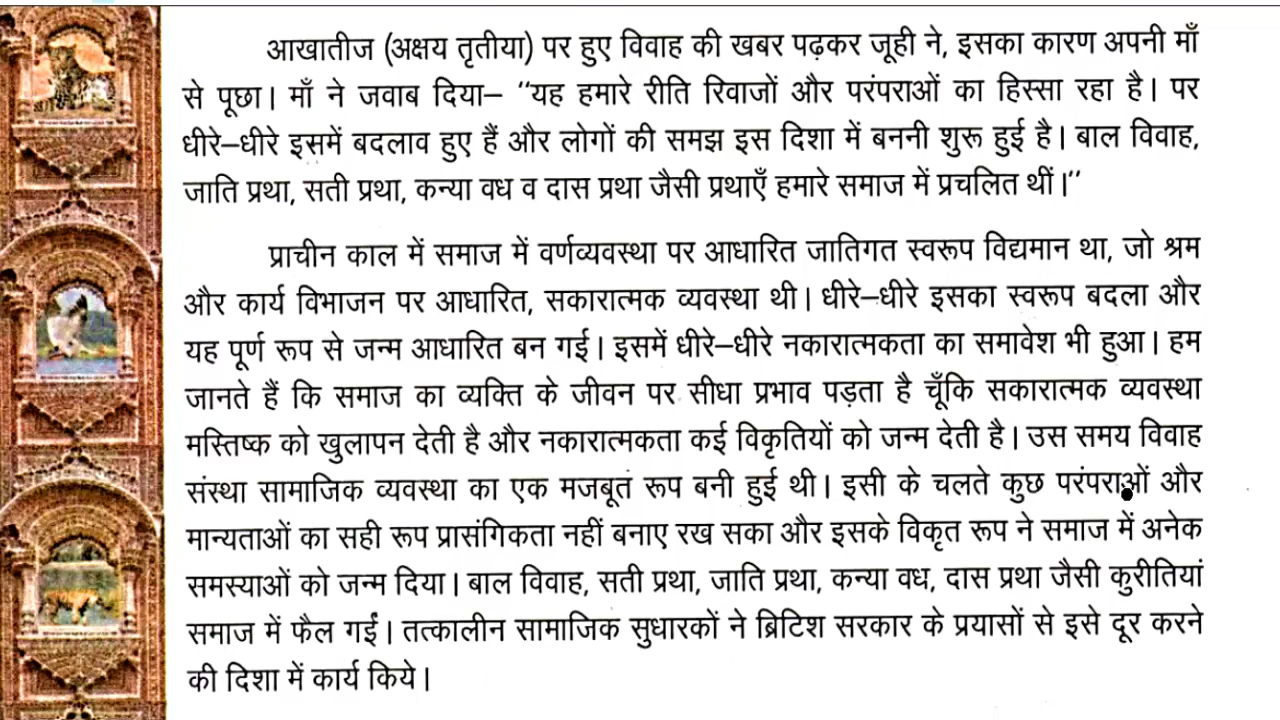 आखातीज (अक्षय तृतीया) पर हुए विवाह की खबर पढ़कर जूही ने, इसका कारण अपनी माँ
से पूछा। माँ ने जवाब दिया– "यह हमारे रीति रिवाजों और परंपराओं का हिस्सा रहा है। पर
धीरे–धीरे इसमें बदलाव हुए हैं और लोगों की समझ इस दिशा में बननी शुरू हुई है। बाल विवाह,
जाति प्रथा, सती प्रथा, कन्या वध व दास प्रथा जैसी प्रथाएँ हमारे समाज में प्रचलित थीं।"
प्राचीन काल में समाज में वर्णव्यवस्था पर आधारित जातिगत स्वरूप विद्यमान था, जो श्रम
और कार्य विभाजन पर आधारित, सकारात्मक व्यवस्था थी। धीरे–धीरे इसका स्वरूप बदला और
यह पूर्ण रूप से जन्म आधारित बन गई। इसमें धीरे–धीरे नकारात्मकता का समावेश भी हुआ। हम
जानते हैं कि समाज का व्यक्ति के जीवन पर सीधा प्रभाव पड़ता है चूँकि सकारात्मक व्यवस्था
मस्तिष्क को खुलापन देती है और नकारात्मकता कई विकृतियों को जन्म देती है। उस समय विवाह
संस्था सामाजिक व्यवस्था का एक मजबूत रूप बनी हुई थी। इसी के चलते कुछ परंपराओं और
मान्यताओं का सही रूप प्रासंगिकता नहीं बनाए रख सका और इसके विकृत रूप ने समाज में अनेक
समस्याओं को जन्म दिया। बाल विवाह, सती प्रथा, जाति प्रथा, कन्या वध, दास प्रथा जैसी कुरीतियां
समाज में फैल गईं। तत्कालीन सामाजिक सुधारकों ने ब्रिटिश सरकार के प्रयासों से इसे दूर करने
की दिशा में कार्य किये।